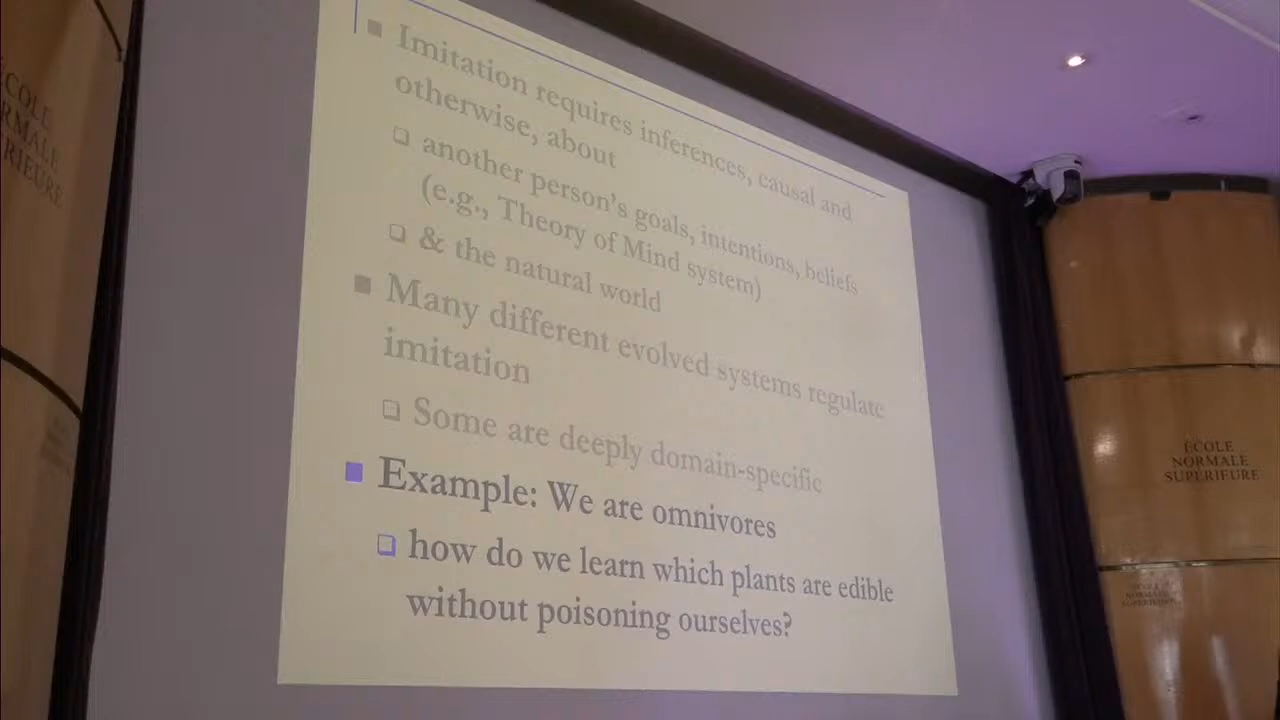 Imitation requires inferences, causal and
otherwise, about
another person's goals, intentions, beliefs
(e.g., Theory of Mind system)
& the natural world
Many different evolved systems regulate
imitation
Some are deeply domain-specific
Example: We are omnivores
how do we learn which plants are edible
without poisoning ourselves?
ÉCOLE
NORMALE
SUPÉRIEURE